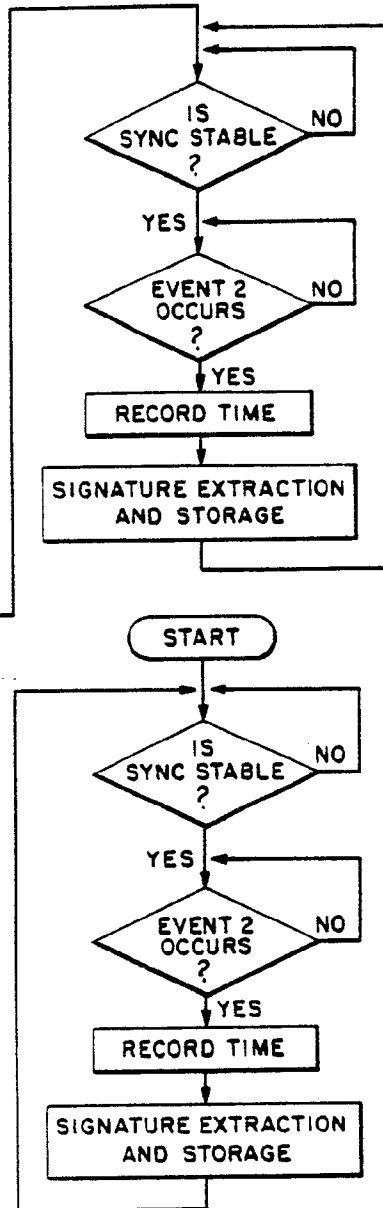 IS
SYNC STABLE
?
NO
YES
EVENT 2
OCCURS
?
NO
YES
RECORD TIME
SIGNATURE EXTRACTION
AND STORAGE
START
IS
SYNC STABLE
?
NO
YES
EVENT 2
OCCURS
?
NO
YES
RECORD TIME
SIGNATURE EXTRACTION
AND STORAGE